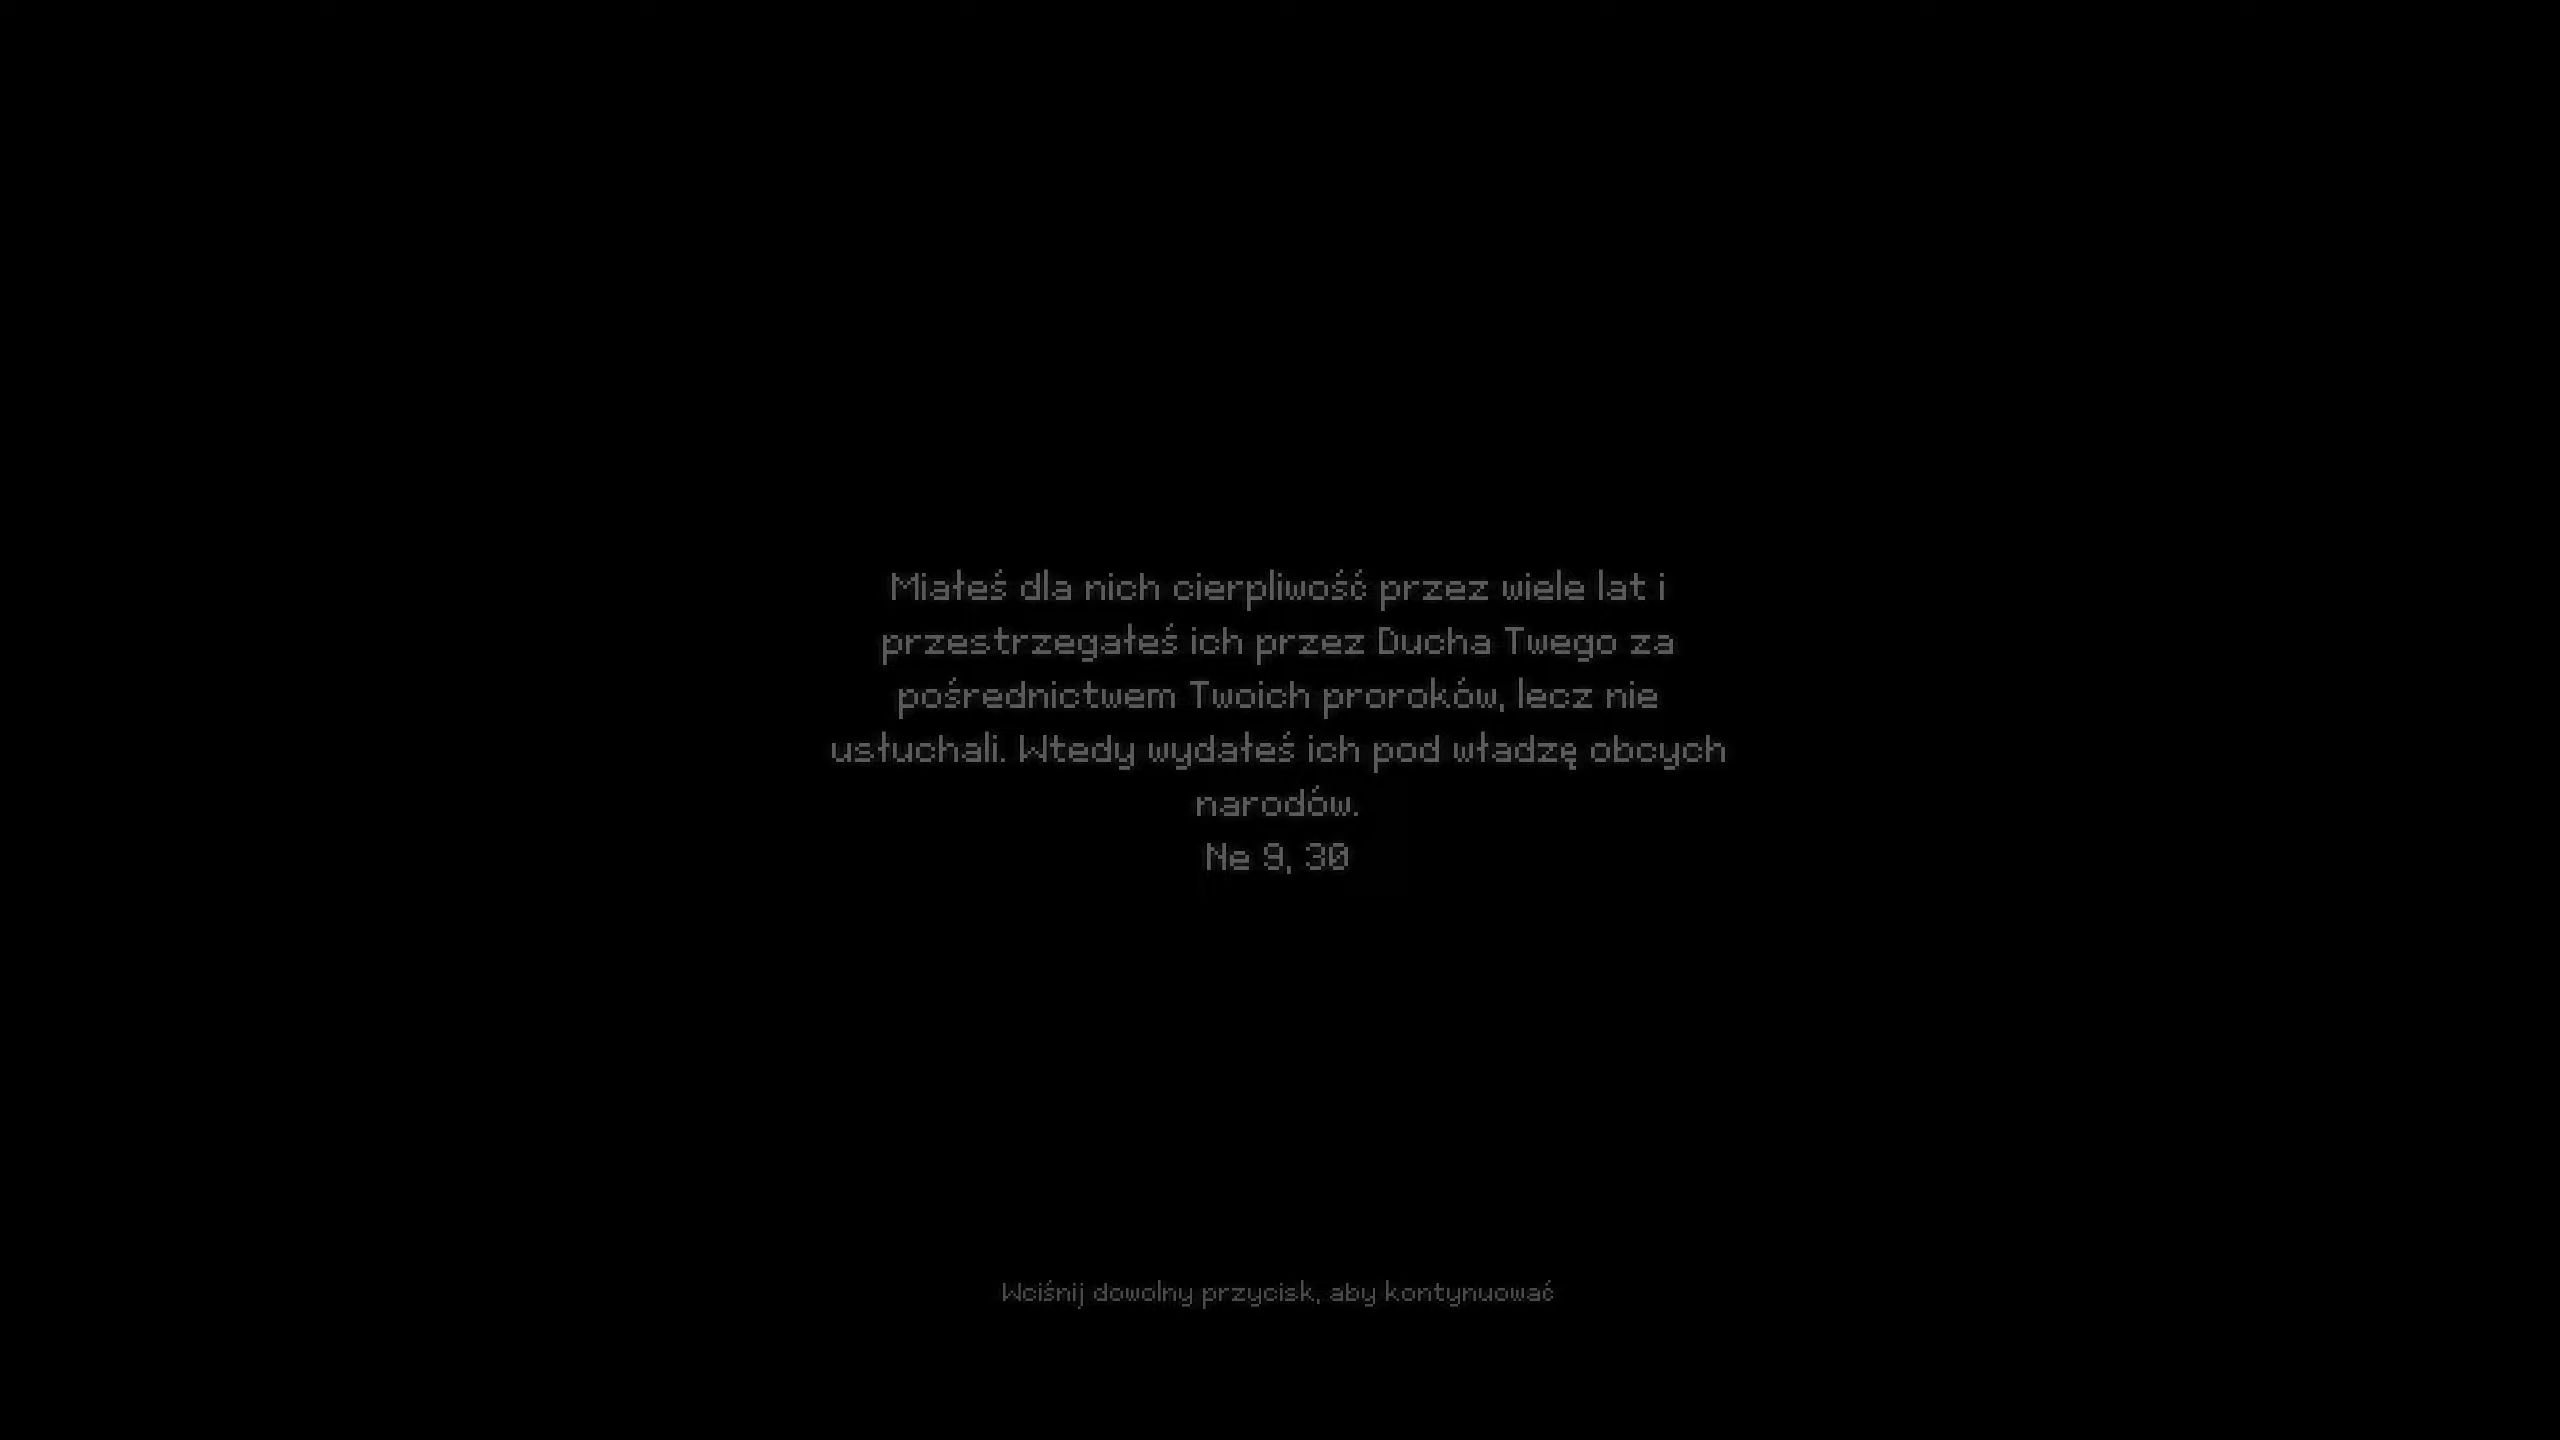 Miałeś dla nich cierpliwość przez wiele lat i
przestrzegałeś ich przez Ducha Twego za
pośrednictwem Twoich proroków, lecz nie
usłuchali. Wtedy wydałeś ich pod władzę obcych
narodów.
Ne 9, 30
Wciśnij dowolny przycisk, aby kontynuować